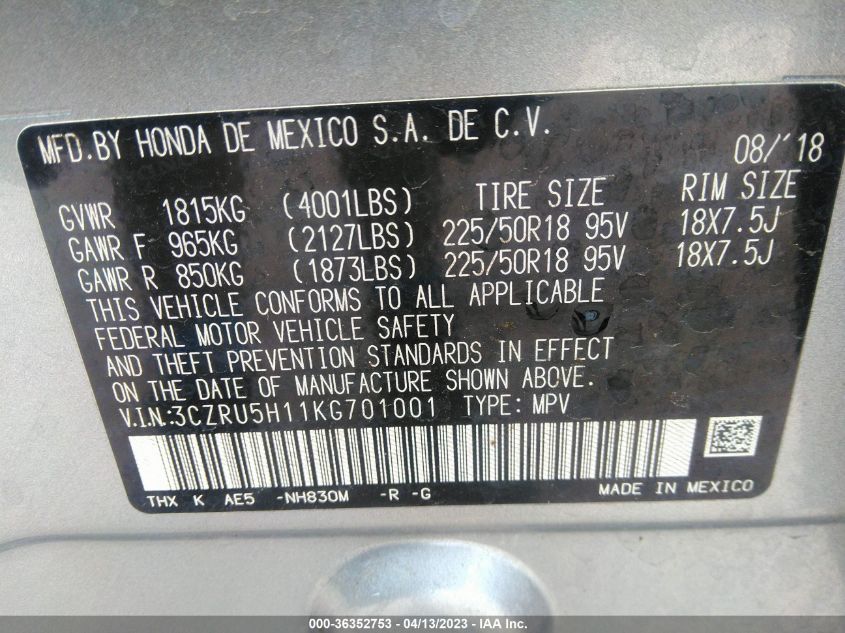 MFD.BY HONDA DE MEXICO S.A. DE C.V.
08/'18
TIRE SIZE RIM SIZE
GVWR 1815KG (4001LBS)
GAWR F 965KG (2127LBS) 225/50R18 95V 18X7.5J
GAWR R 850KG (1873LBS) 225/50R18 95V 18X7.5J
THIS VEHICLE CONFORMS TO ALL APPLICABLE
FEDERAL MOTOR VEHICLE SAFETY
AND THEFT PREVENTION STANDARDS IN EFFECT
ON THE DATE OF MANUFACTURE SHOWN ABOVE.
V.I.N.:3CZRU5H11KG701001 TYPE: MPV
THX K AE5 -NH830M -R -G MADE IN MEXICO
000-36352753 - 04/13/2023 - IAA Inc.